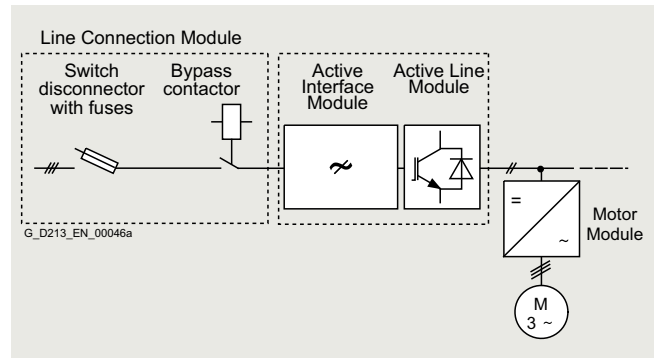 Line Connection Module
Switch
disconnector
with fuses
Bypass
contactor
Active
Interface
Module
Active Line
Module
G_D213_EN_00046a
=
~
Motor
Module
M
3 ~